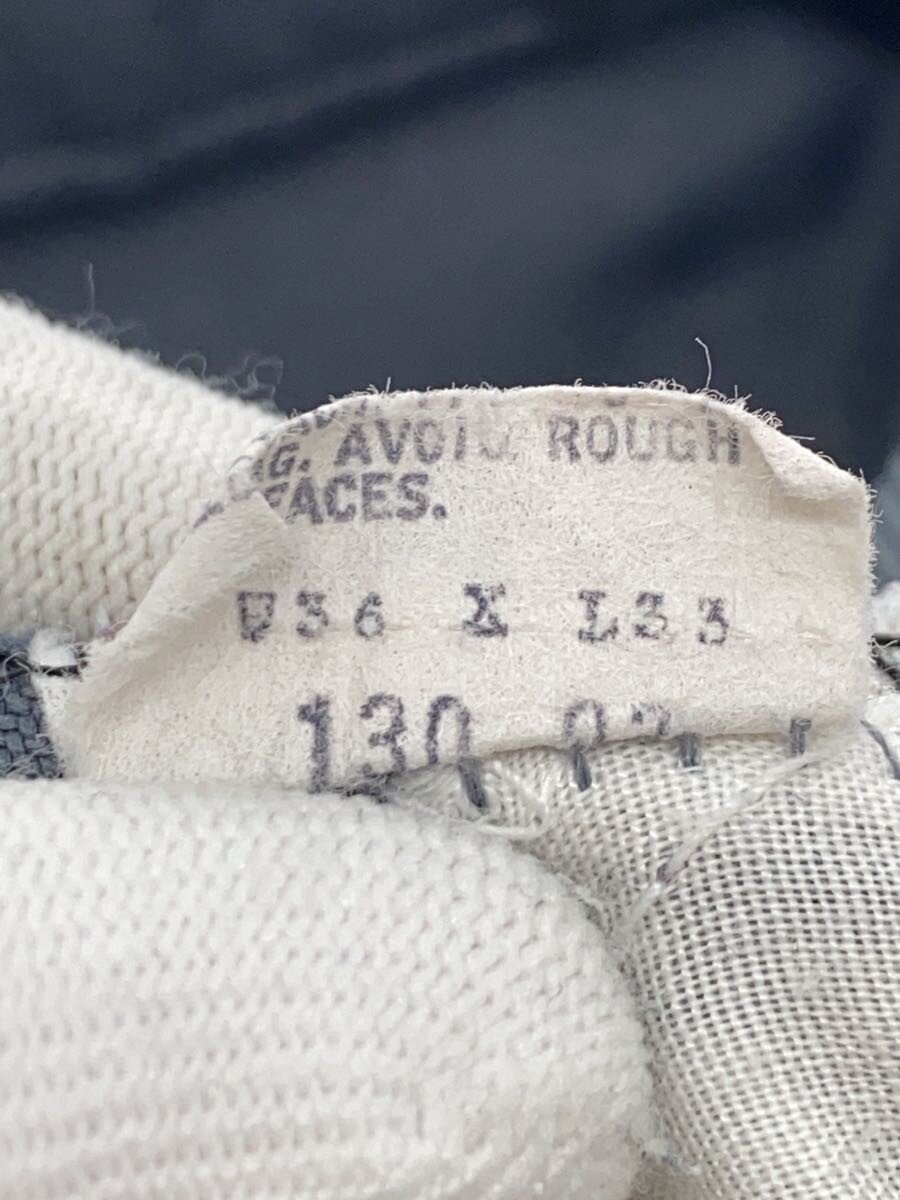 G. AVOID ROUGH
FACES.
W36 X L33
130